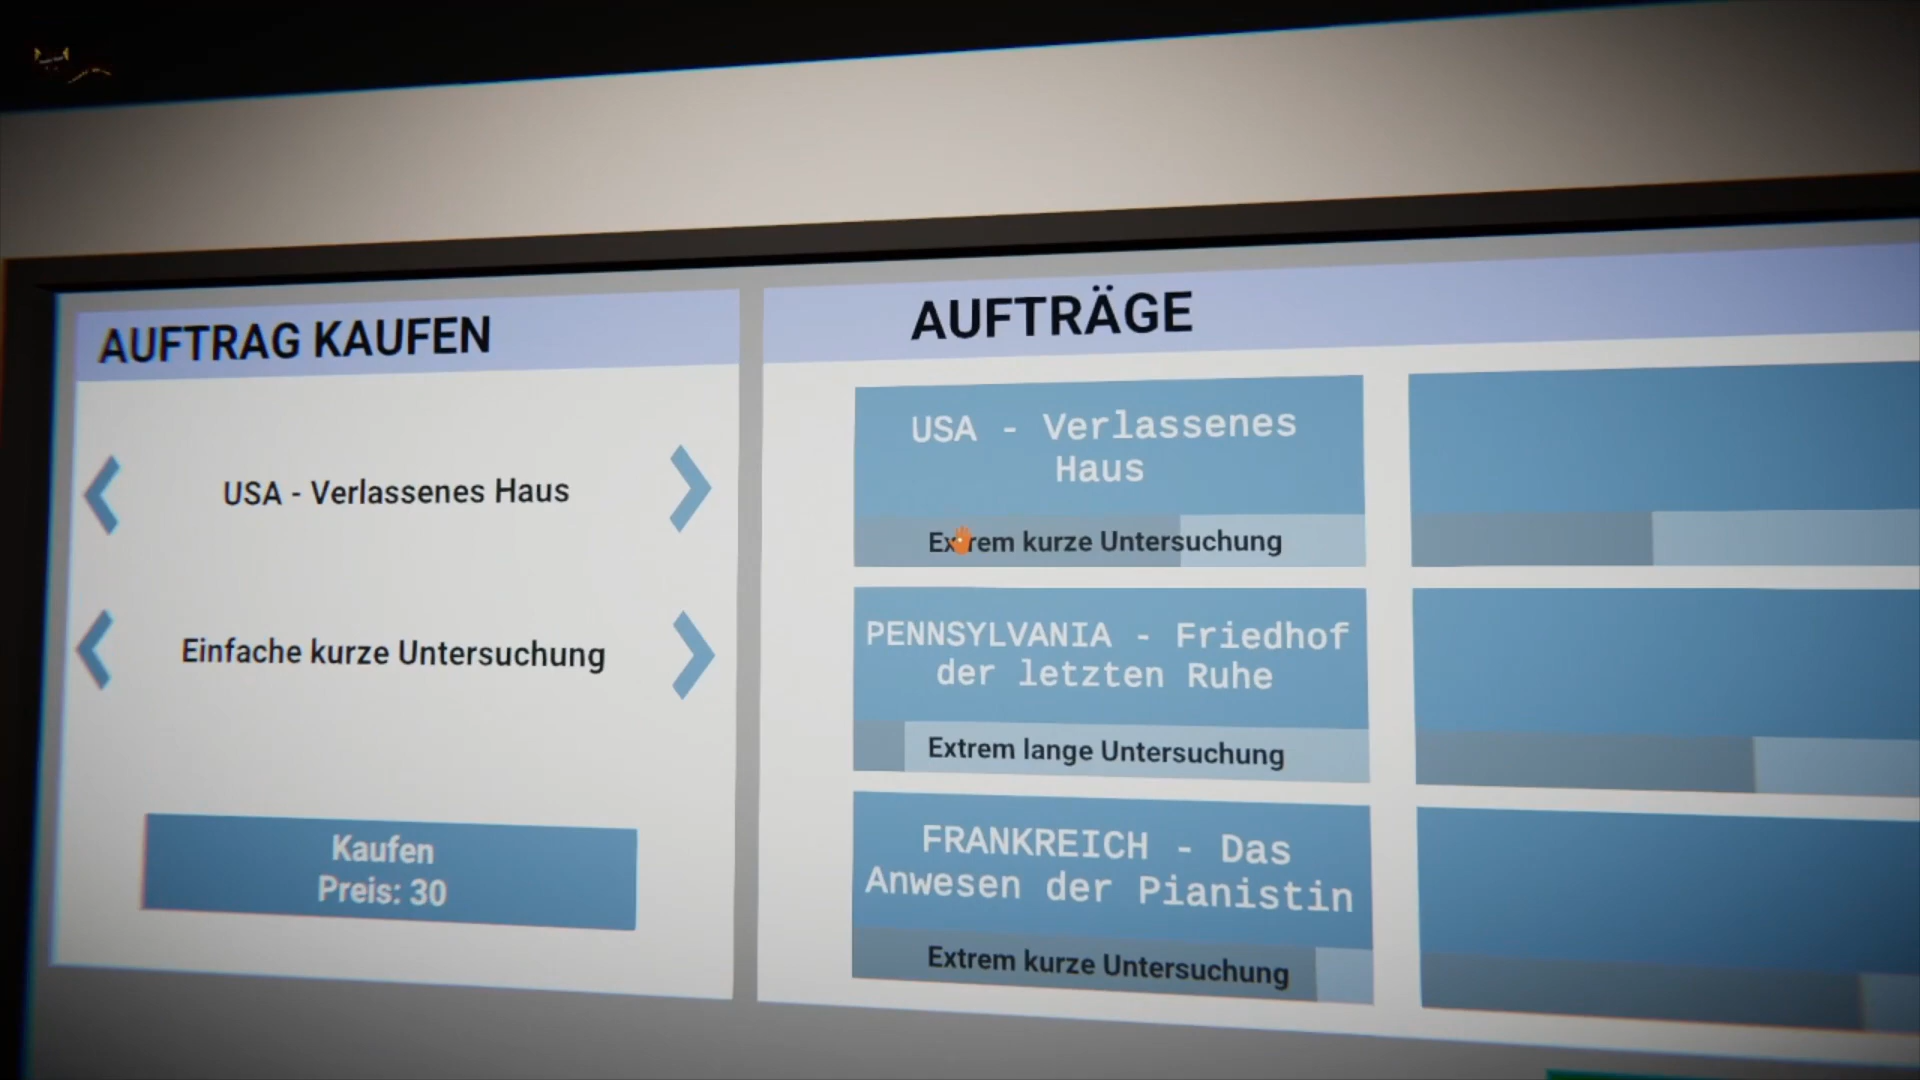 AUFTRAG KAUFEN
USA - Verlassenes Haus
Einfache kurze Untersuchung
Kaufen
Preis: 30
AUFTRÄGE
USA - Verlassenes
Haus
Extrem kurze Untersuchung
PENNSYLVANIA - Friedhof
der letzten Ruhe
Extrem lange Untersuchung
FRANKREICH - Das
Anwesen der Pianistin
Extrem kurze Untersuchung